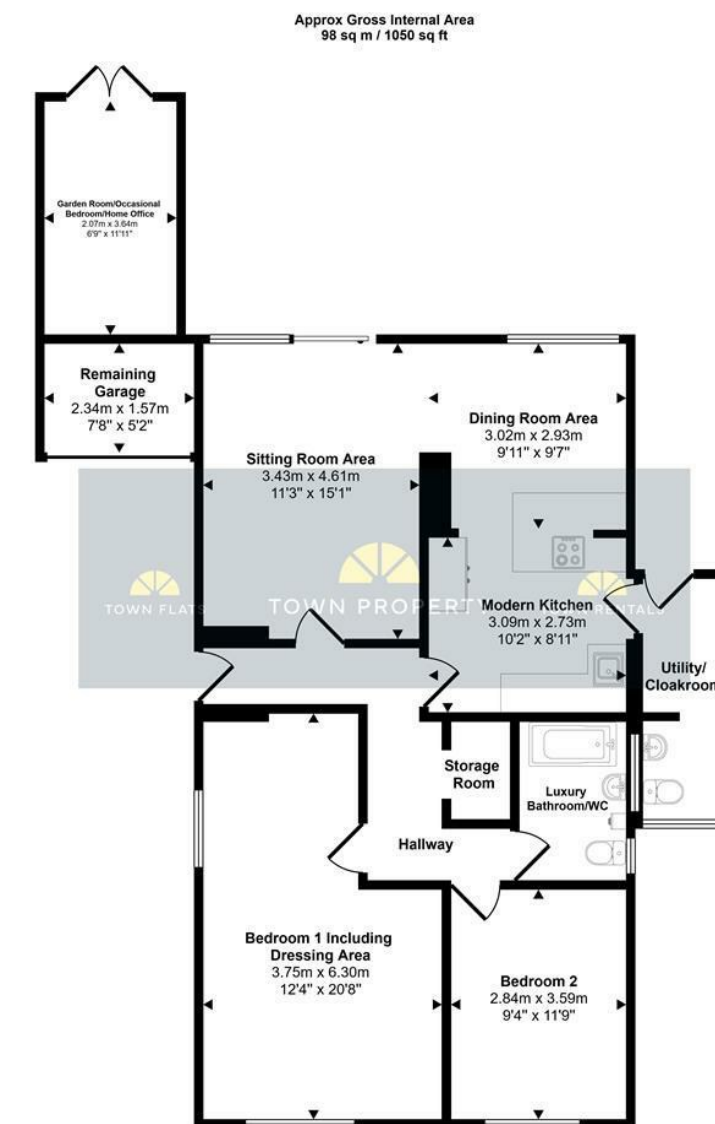 Approx Gross Internal Area
98 sq m / 1050 sq ft
Garden Room/Occasional
Bedroom/Home Office
2.07m x 3.64m
6'9" x 11'11"
Remaining
Garage
2.34m x 1.57m
7'8" x 5'2"
Sitting Room Area
3.43m x 4.61m
11'3" x 15'1"
Dining Room Area
3.02m x 2.93m
9'11" x 9'7"
TOWN FLATS
TOWN PROPERTY
RENTALS
Modern Kitchen
3.09m x 2.73m
10'2" x 8'11"
Utility/
Cloakroom
Storage
Room
Luxury
Bathroom/WC
Hallway
Bedroom 1 Including
Dressing Area
3.75m x 6.30m
12'4" x 20'8"
Bedroom 2
2.84m x 3.59m
9'4" x 11'9"